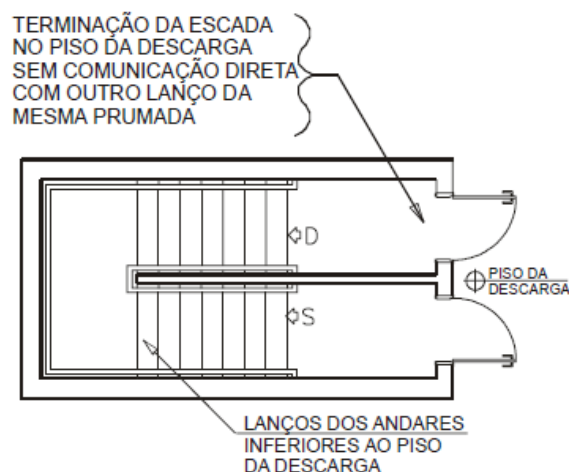 TERMINAÇÃO DA ESCADA
NO PISO DA DESCARGA
SEM COMUNICAÇÃO DIRETA
COM OUTRO LANÇO DA
MESMA PRUMADA
D
PISO DA
DESCARGA
S
LANÇOS DOS ANDARES
INFERIORES AO PISO
DA DESCARGA